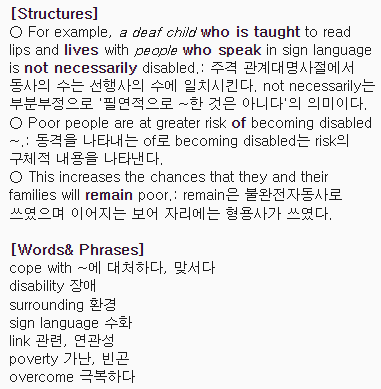 [Structures]
○ For example, a deaf child who is taught to read
lips and lives with people who speak in sign language
is not necessarily disabled.: 주격 관계대명사절에서
동사의 수는 선행사의 수에 일치시킨다. not necessarily는
부분부정으로 '필연적으로 ~한 것은 아니다'의 의미이다.
○ Poor people are at greater risk of becoming disabled
~.: 동격을 나타내는 of로 becoming disabled는 risk의
구체적 내용을 나타낸다.
○ This increases the chances that they and their
families will remain poor.: remain은 불완전자동사로
쓰였으며 이어지는 보어 자리에는 형용사가 쓰였다.
[Words& Phrases]
cope with ~에 대처하다, 맞서다
disability 장애
surrounding 환경
sign language 수화
link 관련, 연관성
poverty 가난, 빈곤
overcome 극복하다